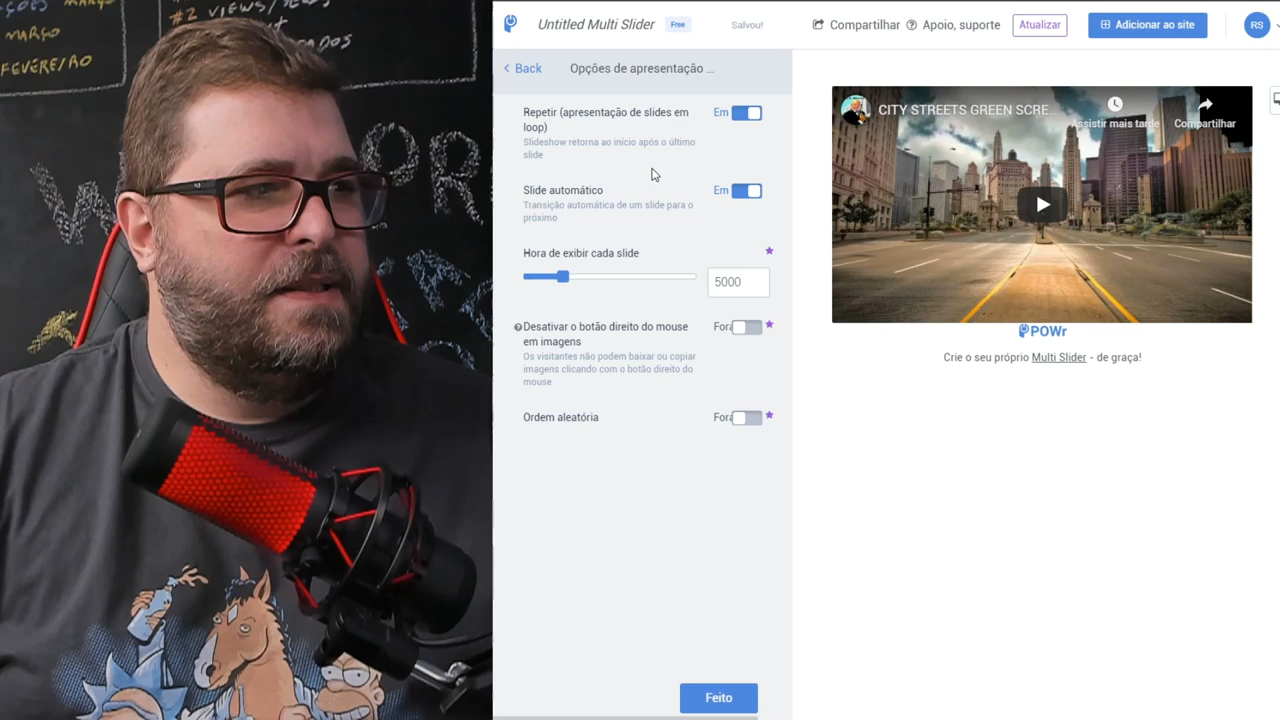 #2 VIEWS/
MARÇO
FEVEREIRO
Untitled Multi Slider
Free
Salvou!
Compartilhar
Apoio, suporte
Atualizar
Adicionar ao site
RS
Back
Opções de apresentação ...
Repetir (apresentação de slides em
loop)
Em
Slideshow retorna ao início após o último
slide
Slide automático
Em
Transição automática de um slide para o
próximo
Hora de exibir cada slide
5000
Desativar o botão direito do mouse
em imagens
Fora
Os visitantes não podem baixar ou copiar
imagens clicando com o botão direito do
mouse
Ordem aleatória
Fora
Feito
CITY STREETS GREEN SCRE...
Assistir mais tarde
Compartilhar
POWr
Crie o seu próprio Multi Slider - de graça!